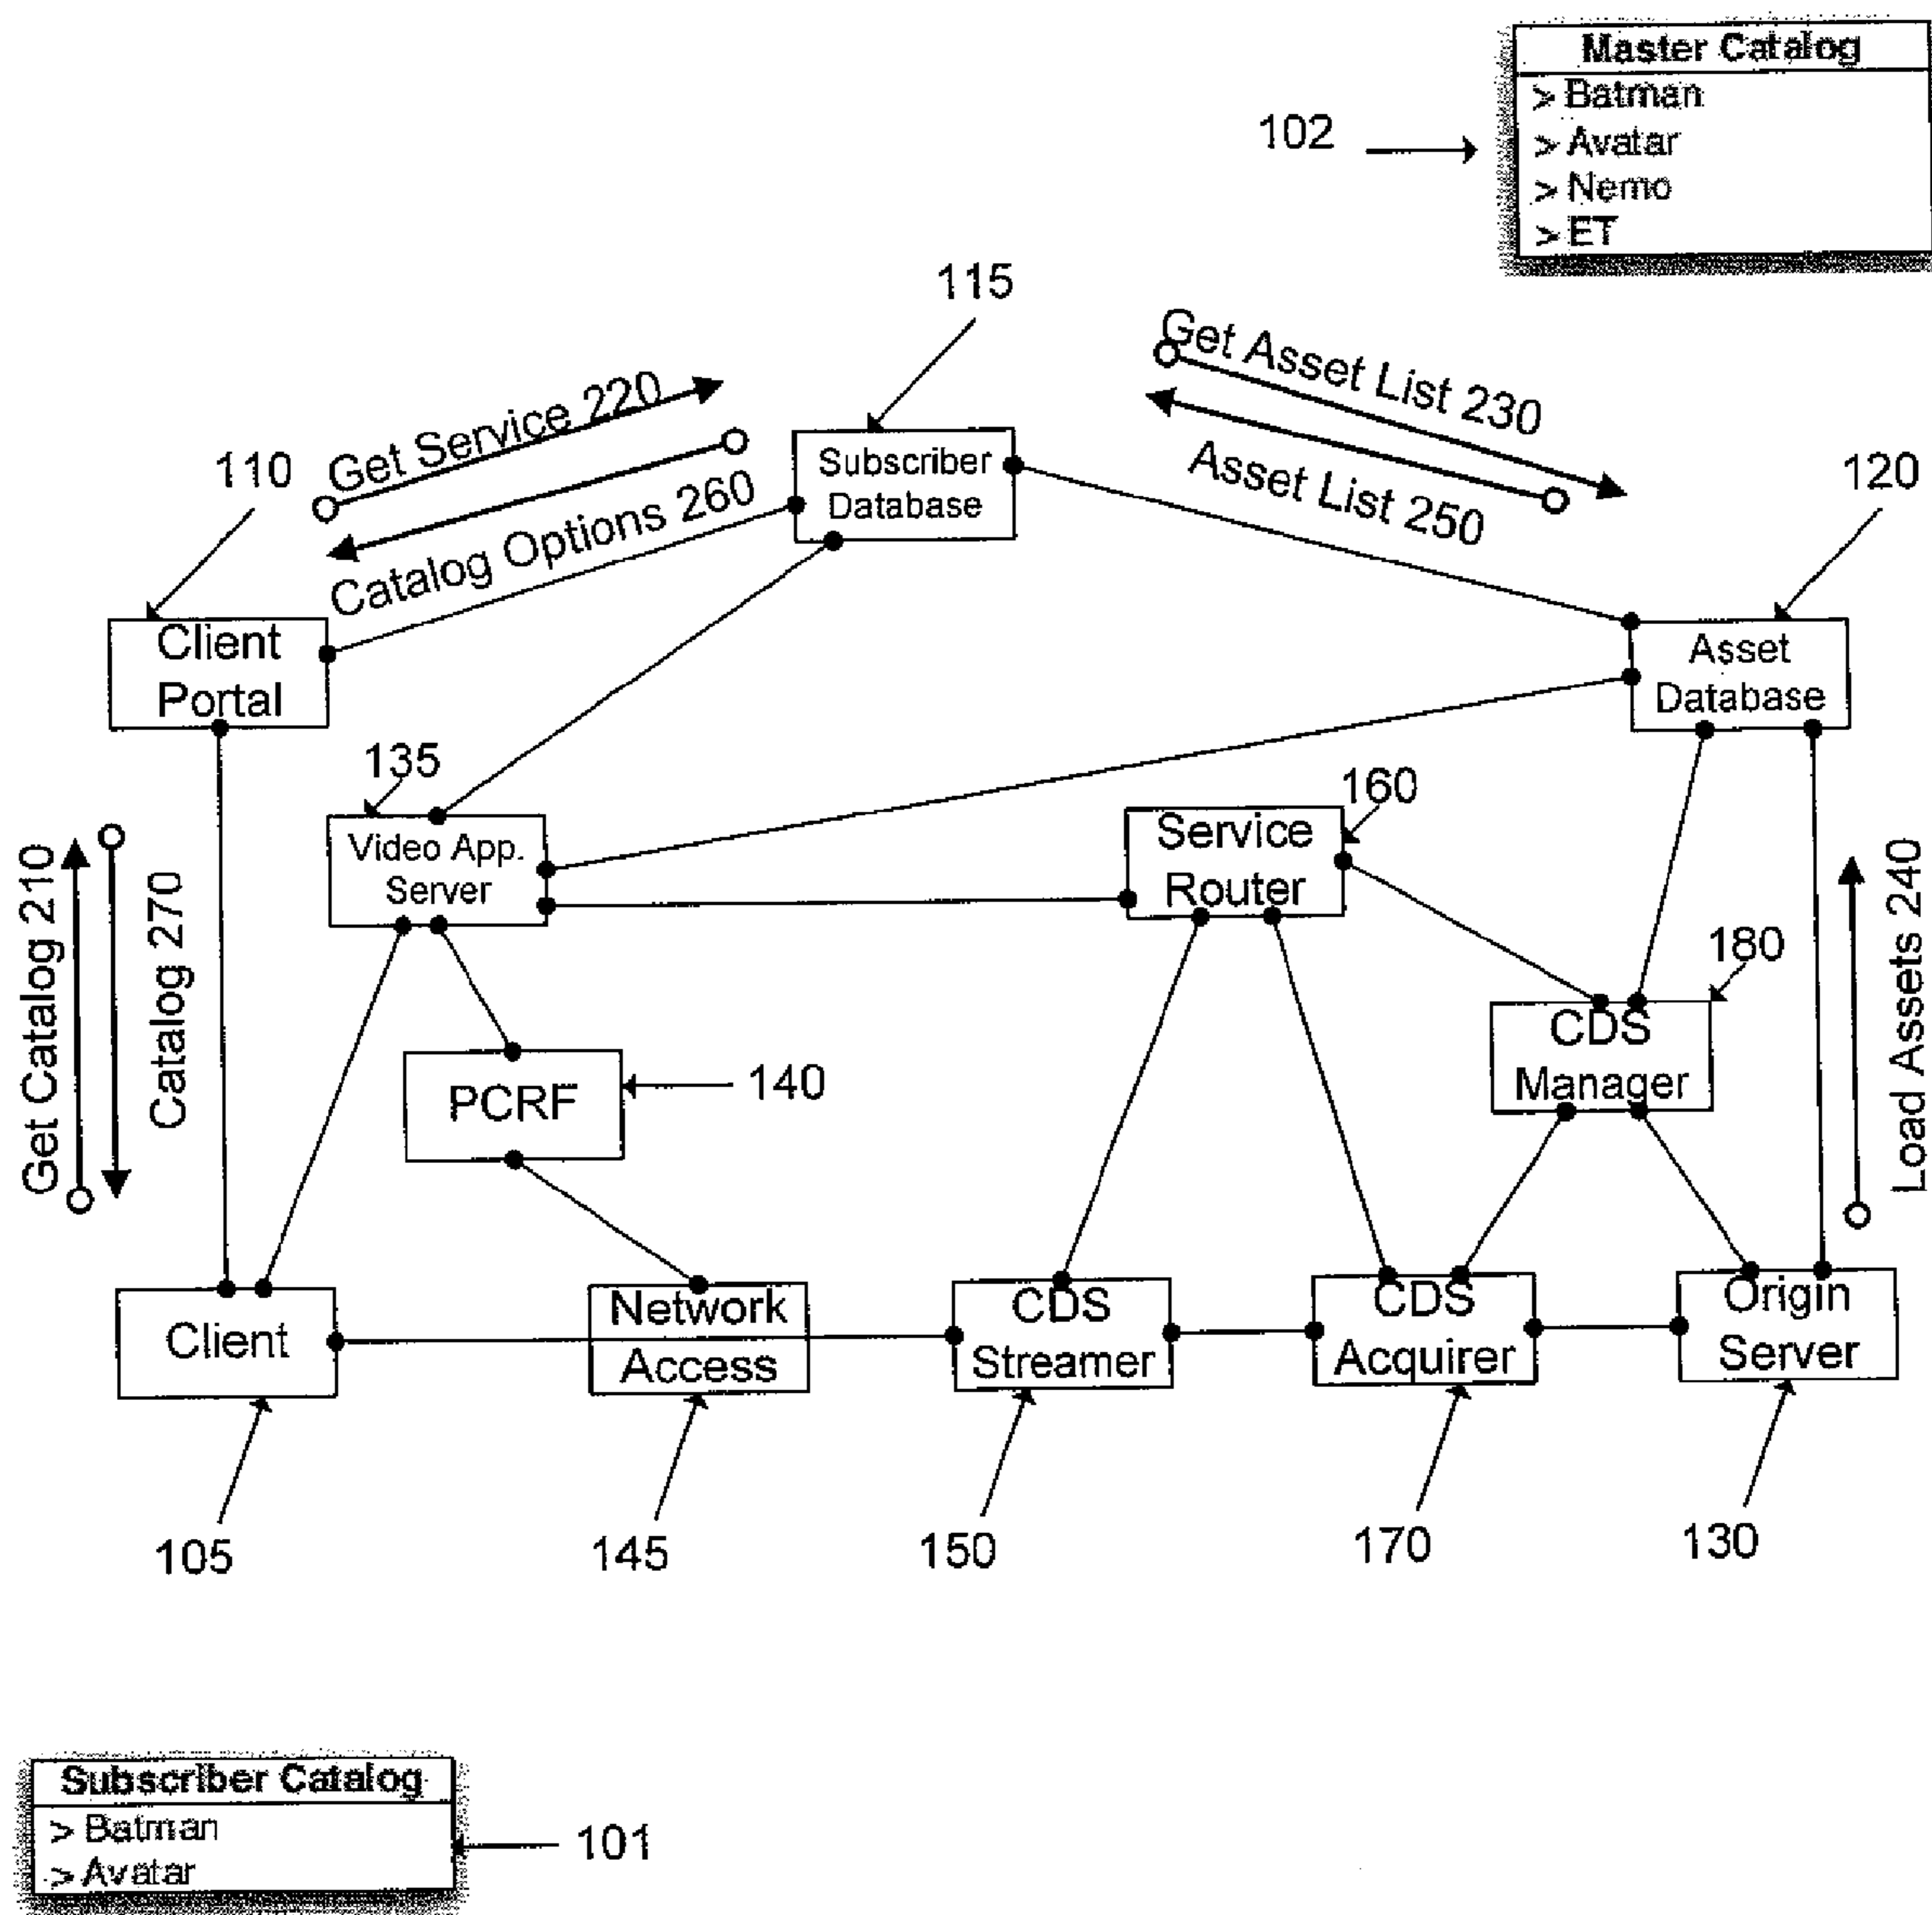 Master Catalog
> Batman
> Avatar
> Nemo
> ET
102
115
Get Service 220
Catalog Options 260
Get Asset List 230
Asset List 250
110
120
Subscriber
Database
Client
Portal
Asset
Database
135
160
Video App.
Server
Service
Router
Get Catalog 210
Catalog 270
180
CDS
Manager
Load Assets 240
PCRF
140
Client
Network
Access
CDS
Streamer
CDS
Acquirer
Origin
Server
105
145
150
170
130
Subscriber Catalog
> Batman
> Avatar
101